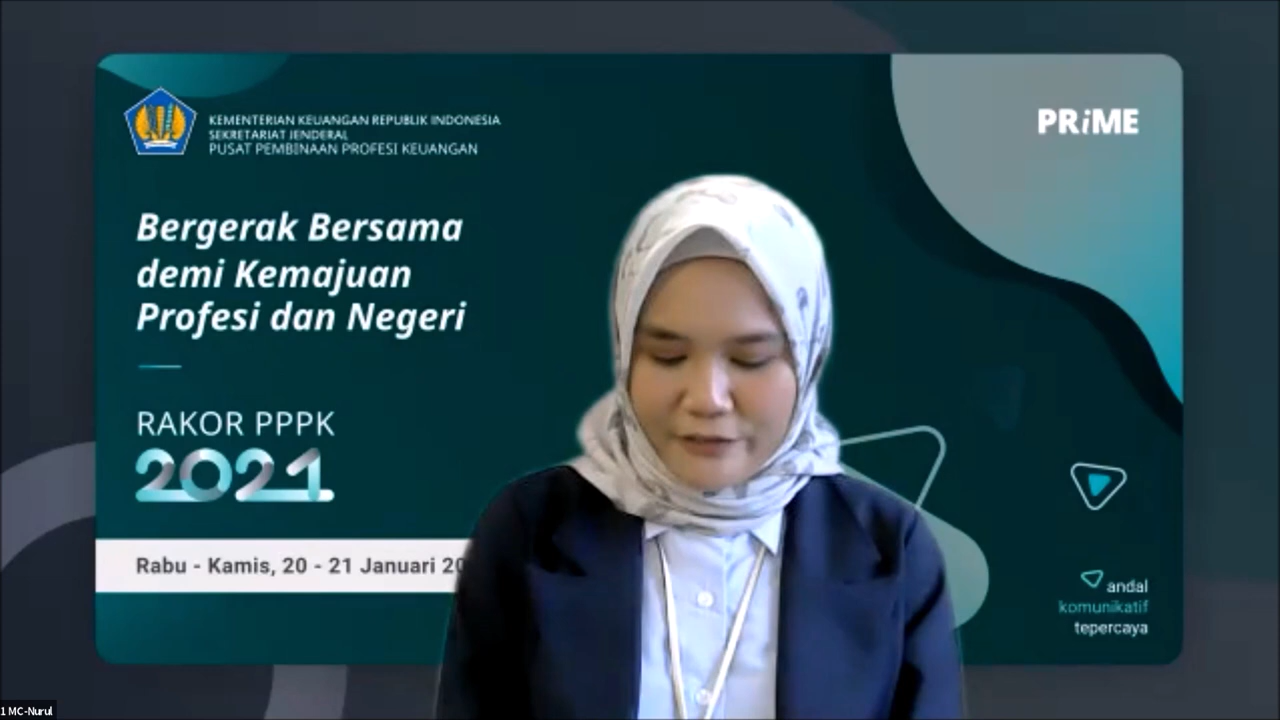 KEMENTERIAN KEUANGAN REPUBLIK INDONESIA
SEKRETARIAT JENDERAL
PUSAT PEMBINAAN PROFESI KEUANGAN
PRiME
Bergerak Bersama
demi Kemajuan
Profesi dan Negeri
RAKOR PPPK
2021
Rabu - Kamis, 20 - 21 Januari 20
andal
komunikatif
tepercaya
1 MC-Nurul